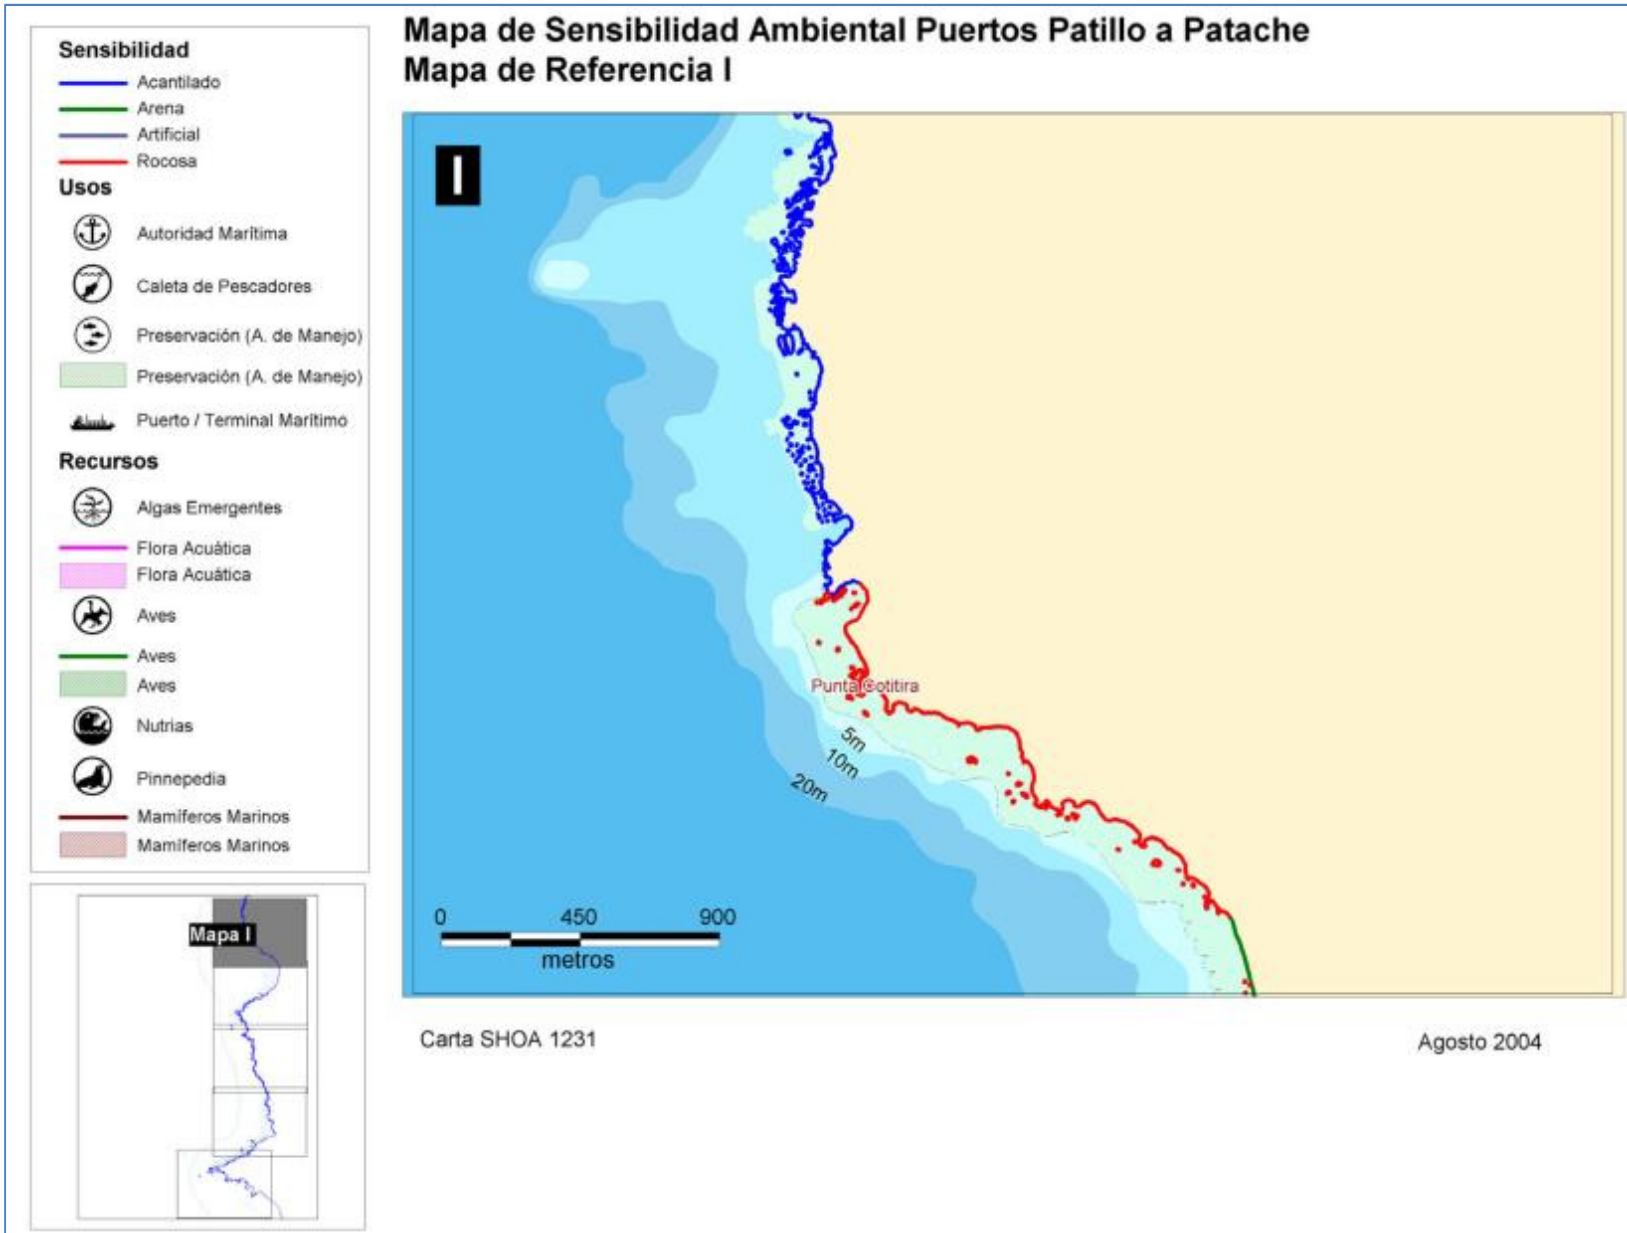 Mapa de Sensibilidad Ambiental Puertos Patillo a Patache
Mapa de Referencia I
Sensibilidad
Acantilado
Arena
Artificial
Rocosa
Usos
Autoridad Marítima
Caleta de Pescadores
Preservación (A. de Manejo)
Preservación (A. de Manejo)
Puerto / Terminal Marítimo
Recursos
Algas Emergentes
Flora Acuática
Flora Acuática
Aves
Aves
Aves
Nutrias
Pinnepedia
Mamíferos Marinos
Mamíferos Marinos
Mapa I
I
Punta Cotitira
5m
10m
20m
0 450 900
metros
Carta SHOA 1231
Agosto 2004